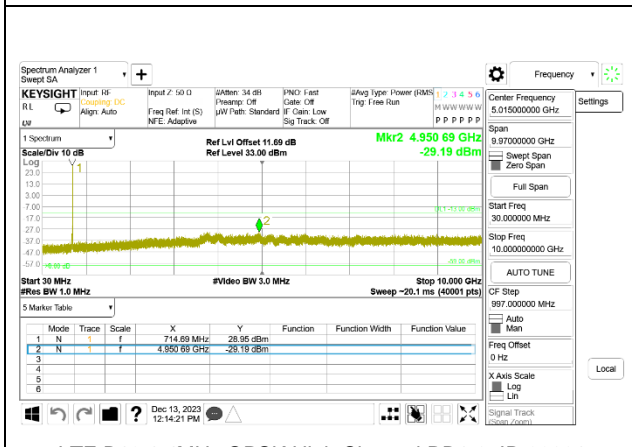 Spectrum Analyzer 1
Swept SA
Frequency
KEYSIGHT
RL
Input: RF
Coupling: DC
Align: Auto
Input Z: 50 Ω
Freq Ref: Int (S)
NFE: Adaptive
#Atten: 34 dB
Preamp: Off
µW Path: Standard
PNO: Fast
Gate: Off
IF Gain: Low
Sig Track: Off
#Avg Type: Power (RMS
Trig: Free Run
1 2 3 4 5 6
M W W W W W
P P P P P P
1 Spectrum
Scale/Div 10 dB
Log
Ref Lvl Offset 11.69 dB
Ref Level 33.00 dBm
Mkr2 4.950 69 GHz
-29.19 dBm
23.0
13.0
3.00
-7.00
-17.0
-27.0
-37.0
-47.0
-57.0
1
2
Start 30 MHz
#Res BW 1.0 MHz
#Video BW 3.0 MHz
Stop 10.000 GHz
Sweep ~20.1 ms (40001 pts)
5 Marker Table
Mode Trace Scale X Y Function Function Width Function Value
1 N 1 f 714.69 MHz 28.95 dBm
2 N 1 f 4.950 69 GHz -29.19 dBm
3
4
5
6
Dec 13, 2023
12:14:21 PM
Center Frequency
5.015000000 GHz
Settings
Span
9.97000000 GHz
Swept Span
Zero Span
Full Span
Start Freq
30.000000 MHz
Stop Freq
10.000000000 GHz
AUTO TUNE
CF Step
997.000000 MHz
Auto
Man
Freq Offset
0 Hz
X Axis Scale
Log
Lin
Local
Signal Track
(Span Zoom)